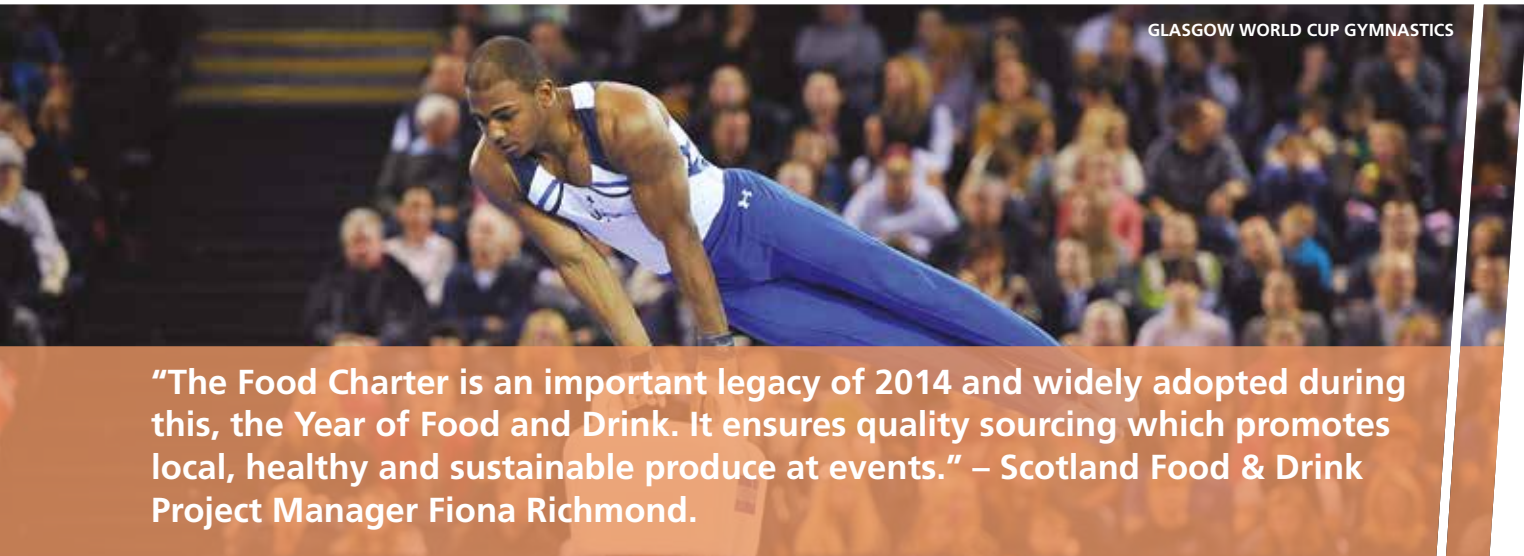 GLASGOW WORLD CUP GYMNASTICS
“The Food Charter is an important legacy of 2014 and widely adopted during
this, the Year of Food and Drink. It ensures quality sourcing which promotes
local, healthy and sustainable produce at events.” – Scotland Food & Drink
Project Manager Fiona Richmond.